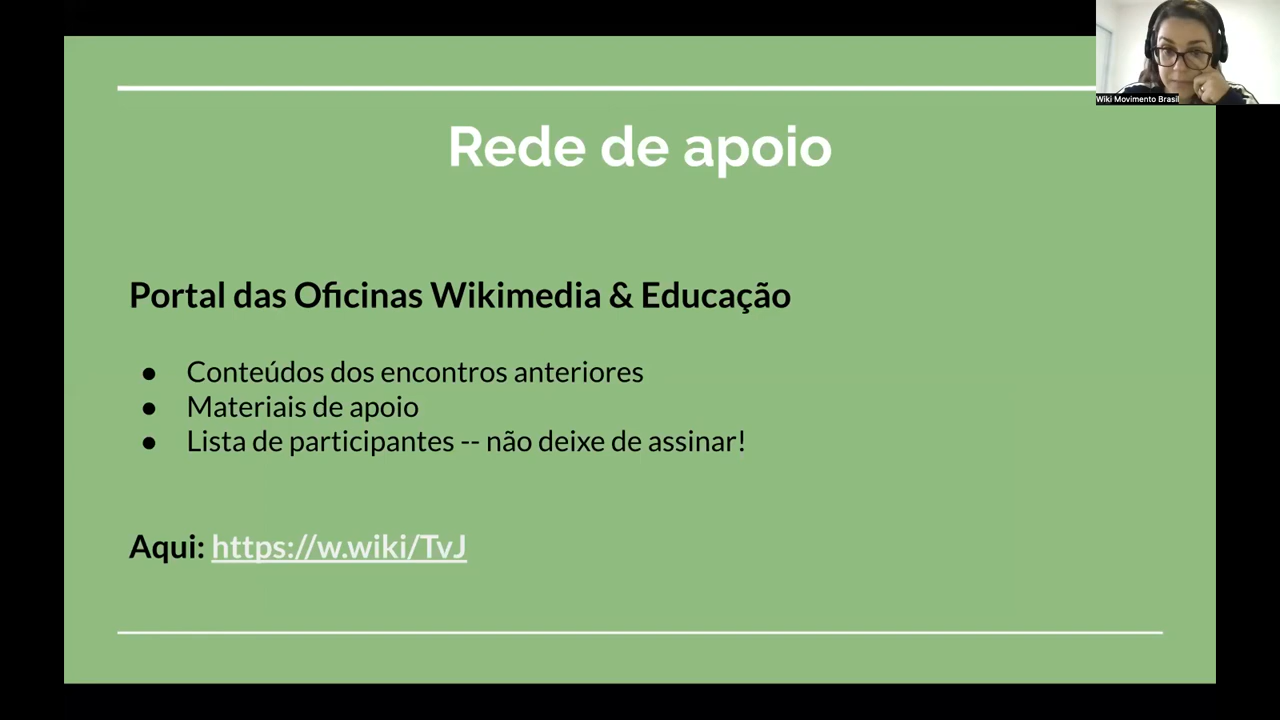 Wiki Movimento Brasil
Rede de apoio
Portal das Oficinas Wikimedia & Educação
● Conteúdos dos encontros anteriores
● Materiais de apoio
● Lista de participantes -- não deixe de assinar!
Aqui: https://w.wiki/TvJ